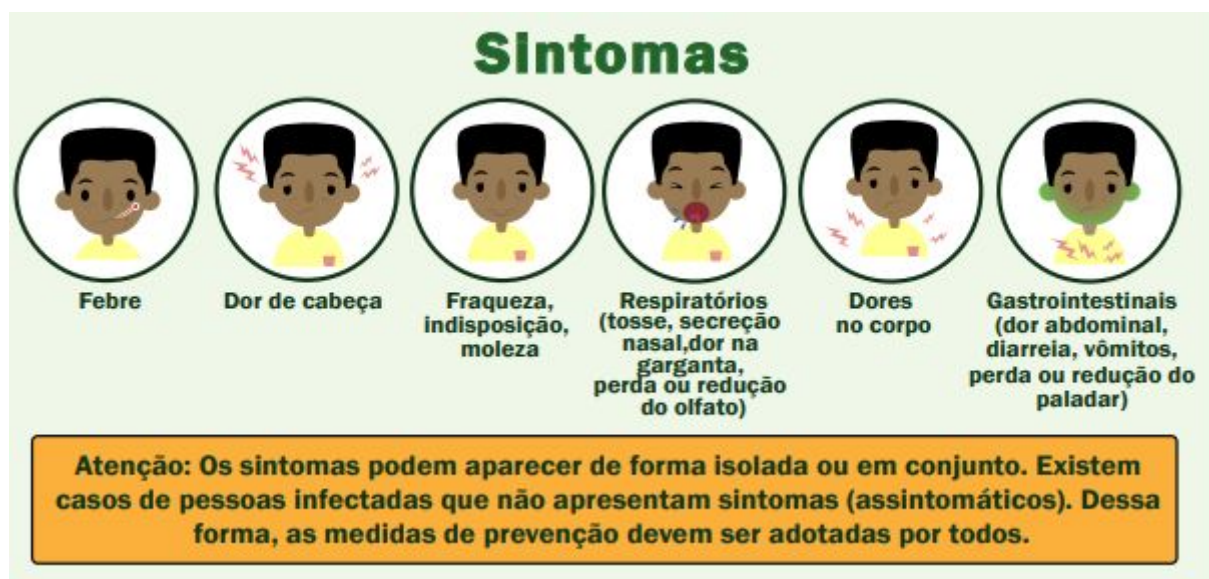 Sintomas
Febre
Dor de cabeça
Fraqueza,
indisposição,
moleza
Respiratórios
(tosse, secreção
nasal,dor na
garganta,
perda ou redução
do olfato)
Dores
no corpo
Gastrointestinais
(dor abdominal,
diarreia, vômitos,
perda ou redução do
paladar)
Atenção: Os sintomas podem aparecer de forma isolada ou em conjunto. Existem
casos de pessoas infectadas que não apresentam sintomas (assintomáticos). Dessa
forma, as medidas de prevenção devem ser adotadas por todos.